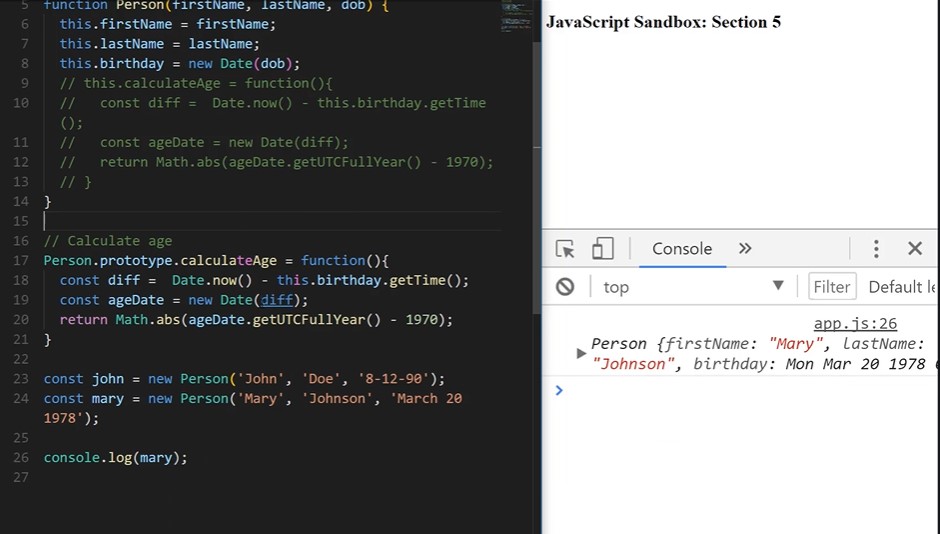 5 function Person(firstName, lastName, dob) {
6 this.firstName = firstName;
7 this.lastName = lastName;
8 this.birthday = new Date(dob);
9 // this.calculateAge = function(){
10 //   const diff =  Date.now() - this.birthday.getTime
();
11 //   const ageDate = new Date(diff);
12 //   return Math.abs(ageDate.getUTCFullYear() - 1970);
13 // }
14 }
15
16 // Calculate age
17 Person.prototype.calculateAge = function(){
18 const diff =  Date.now() - this.birthday.getTime();
19 const ageDate = new Date(diff);
20 return Math.abs(ageDate.getUTCFullYear() - 1970);
21 }
22
23 const john = new Person('John', 'Doe', '8-12-90');
24 const mary = new Person('Mary', 'Johnson', 'March 20
1978');
25
26 console.log(mary);
27
JavaScript Sandbox: Section 5
Console
top Filter Default
app.js:26
Person {firstName: "Mary", lastName:
"Johnson", birthday: Mon Mar 20 1978